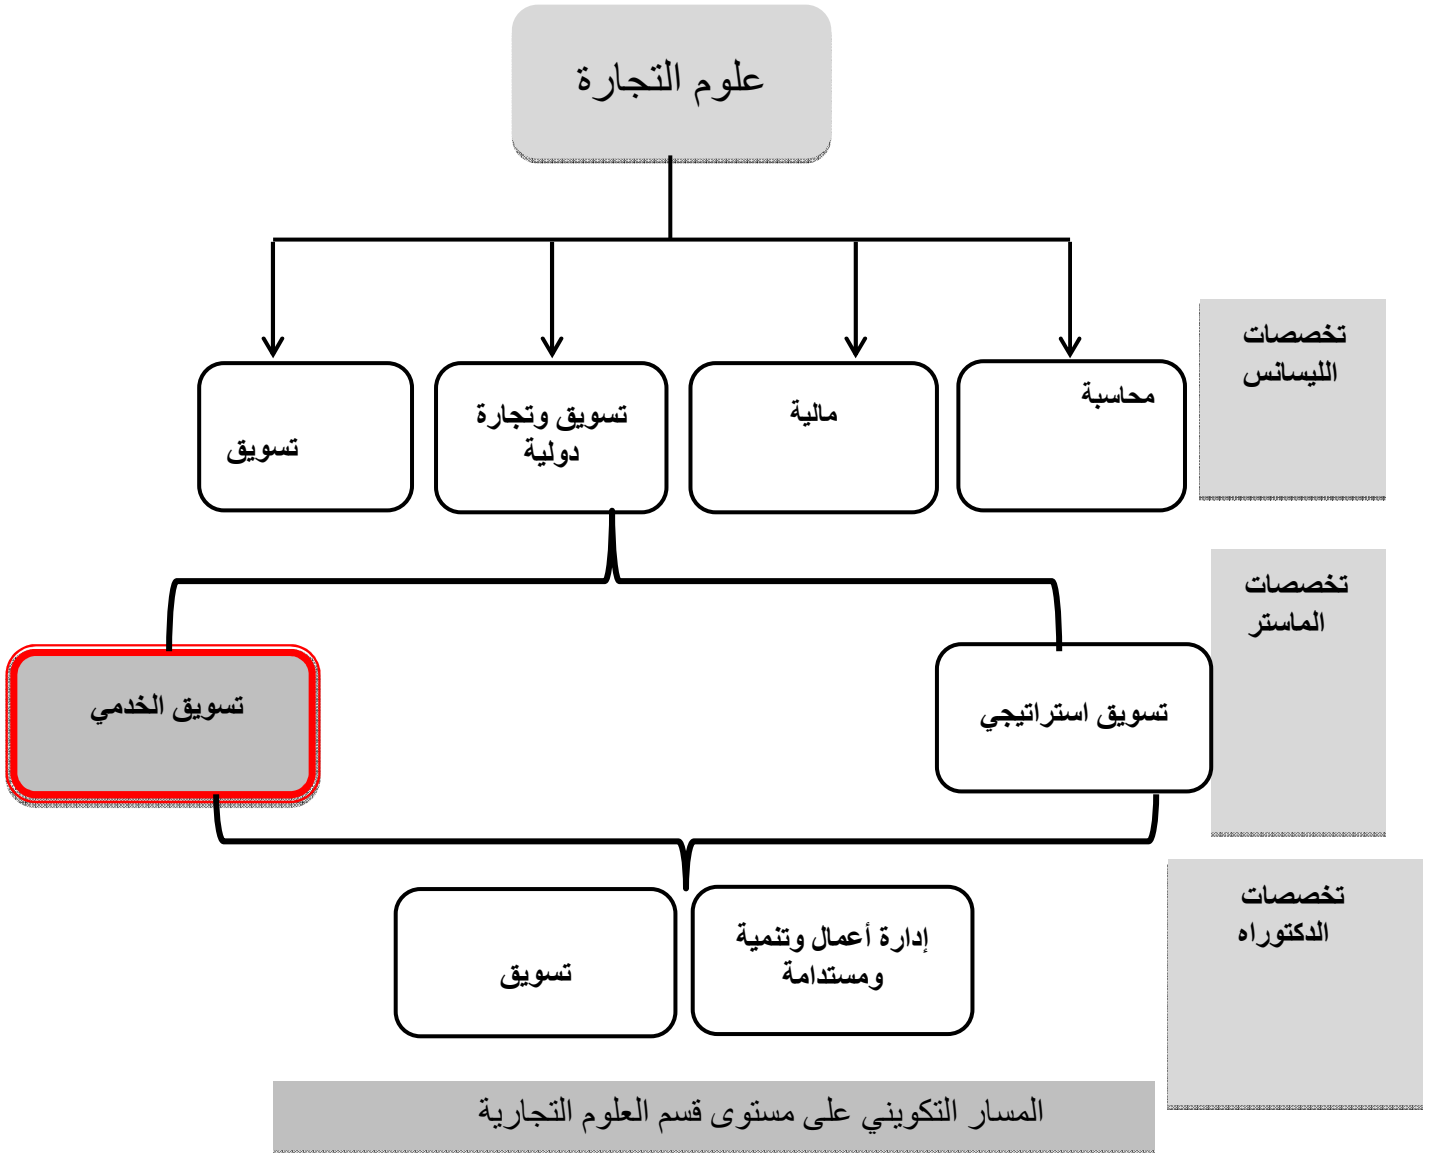 علوم التجارة
تخصصات
الليسانس
محاسبة
مالية
تسويق وتجارة
دولية
تسويق
تخصصات
الماستر
تسويق استراتيجي
تسويق الخدمي
تخصصات
الدكتوراه
إدارة أعمال وتنمية
ومستدامة
تسويق
المسار التكويني على مستوى قسم العلوم التجارية